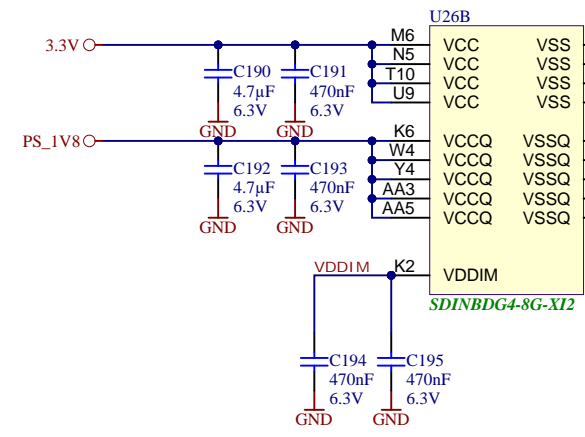 U26B
3.3V
M6 VCC VSS
N5 VCC VSS
T10 VCC VSS
U9 VCC VSS
C190 C191
4.7µF 470nF
6.3V 6.3V
GND GND
PS_1V8
K6 VCCQ VSSQ
W4 VCCQ VSSQ
Y4 VCCQ VSSQ
AA3 VCCQ VSSQ
AA5 VCCQ VSSQ
C192 C193
4.7µF 470nF
6.3V 6.3V
GND GND
VDDIM K2 VDDIM
SDINBDG4-8G-XI2
C194 C195
470nF 470nF
6.3V 6.3V
GND GND